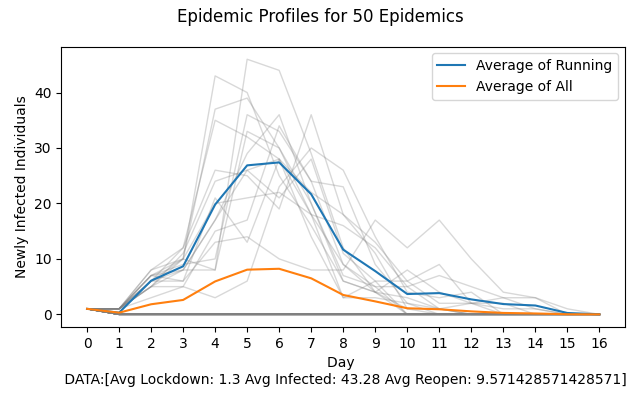 Epidemic Profiles for 50 Epidemics
Average of Running
Average of All
Newly Infected Individuals
40
30
20
10
0
0 1 2 3 4 5 6 7 8 9 10 11 12 13 14 15 16
Day
DATA:[Avg Lockdown: 1.3 Avg Infected: 43.28 Avg Reopen: 9.571428571428571]